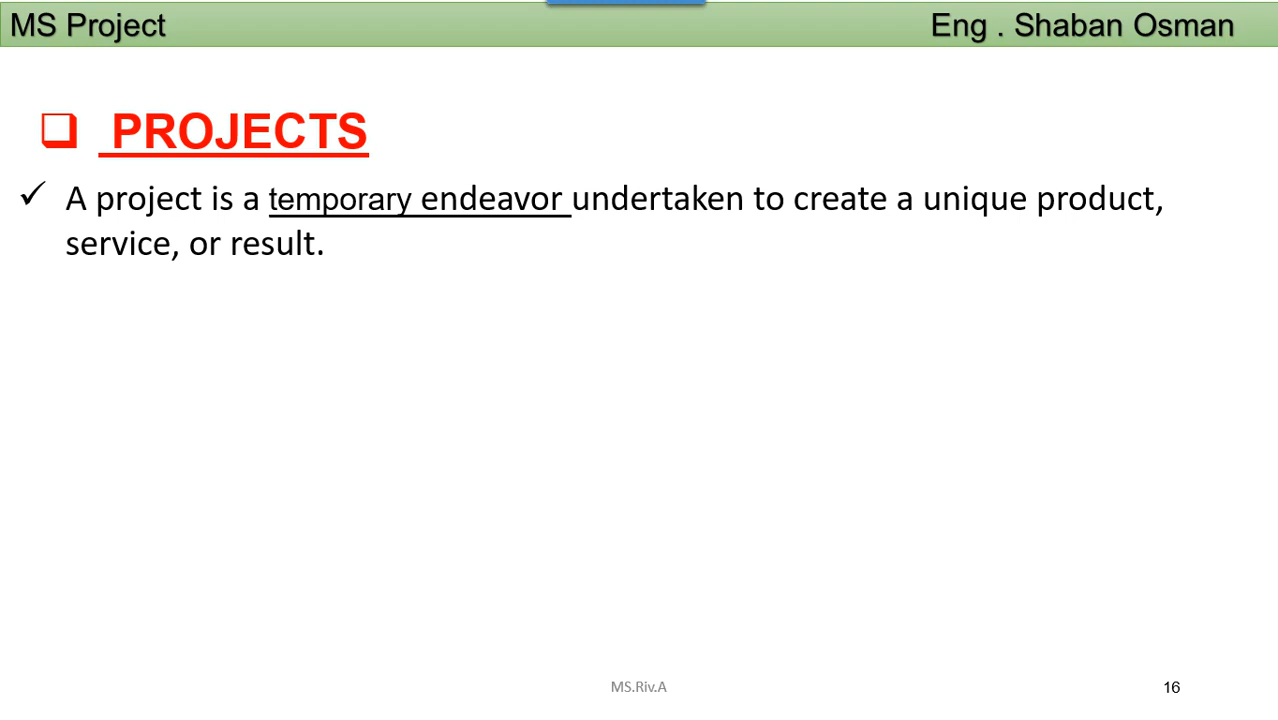 MS Project Eng . Shaban Osman
PROJECTS
A project is a temporary endeavor undertaken to create a unique product,
service, or result.
MS.Riv.A 16